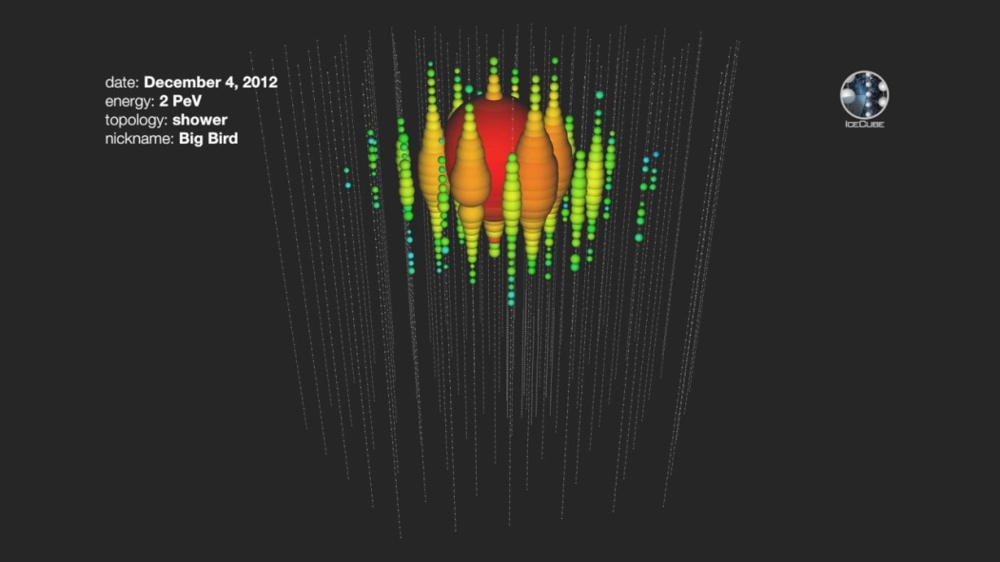 date: December 4, 2012
energy: 2 PeV
topology: shower
nickname: Big Bird
ICECUBE